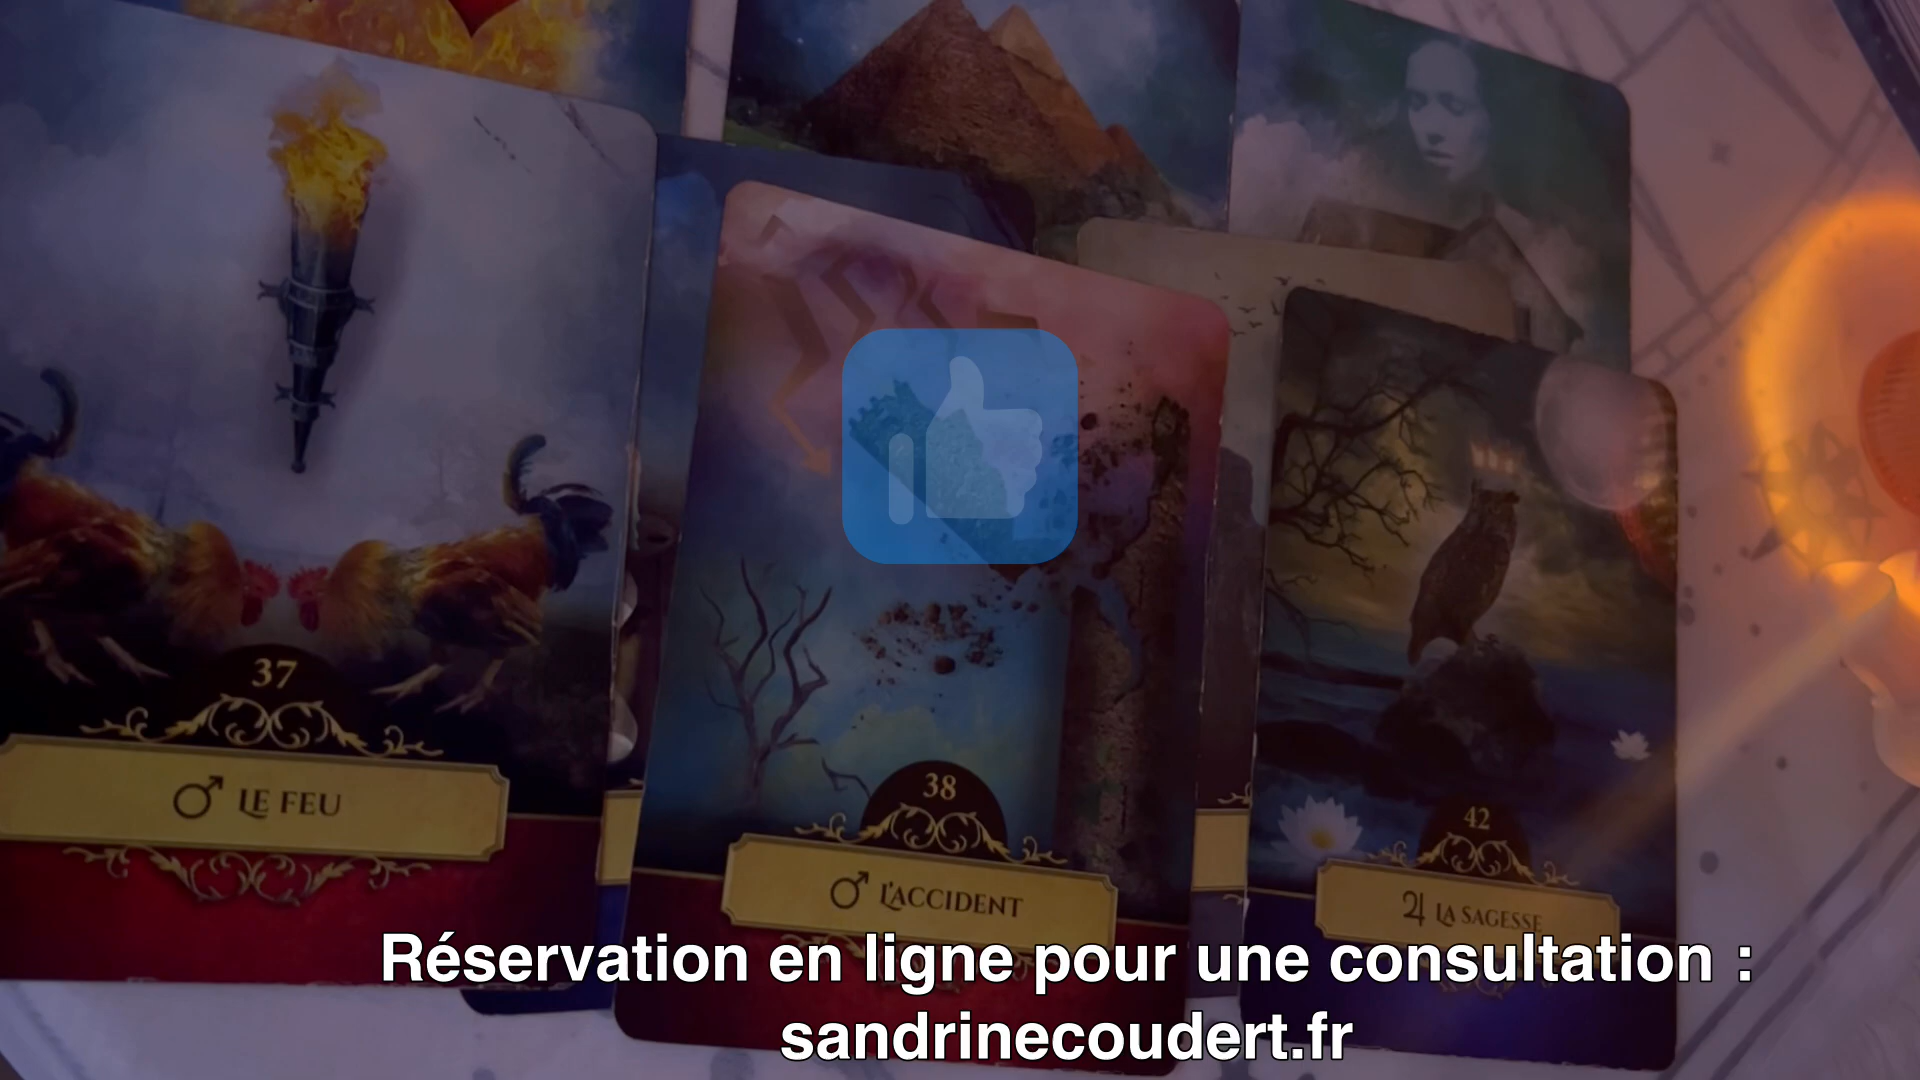 37
♂ LE FEU
38
♂ L'ACCIDENT
42
♃ LA SAGESSE
Réservation en ligne pour une consultation :
sandrinecoudert.fr